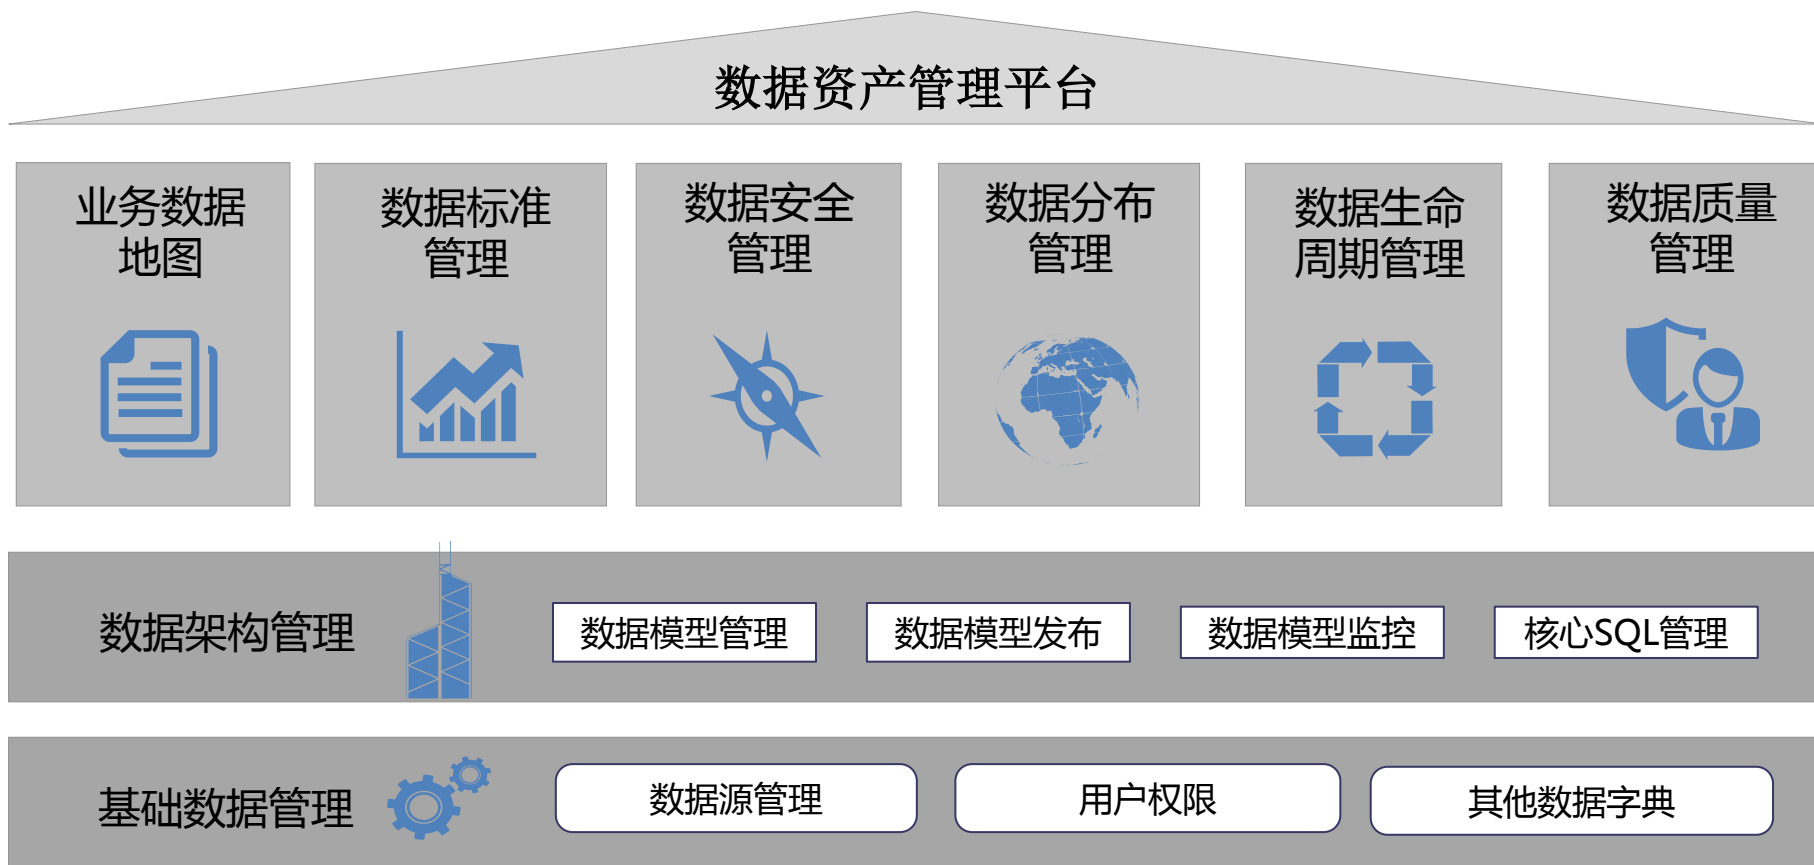 数据资产管理平台
业务数据
地图
数据标准
管理
数据安全
管理
数据分布
管理
数据生命
周期管理
数据质量
管理
数据架构管理
数据模型管理
数据模型发布
数据模型监控
核心SQL管理
基础数据管理
数据源管理
用户权限
其他数据字典